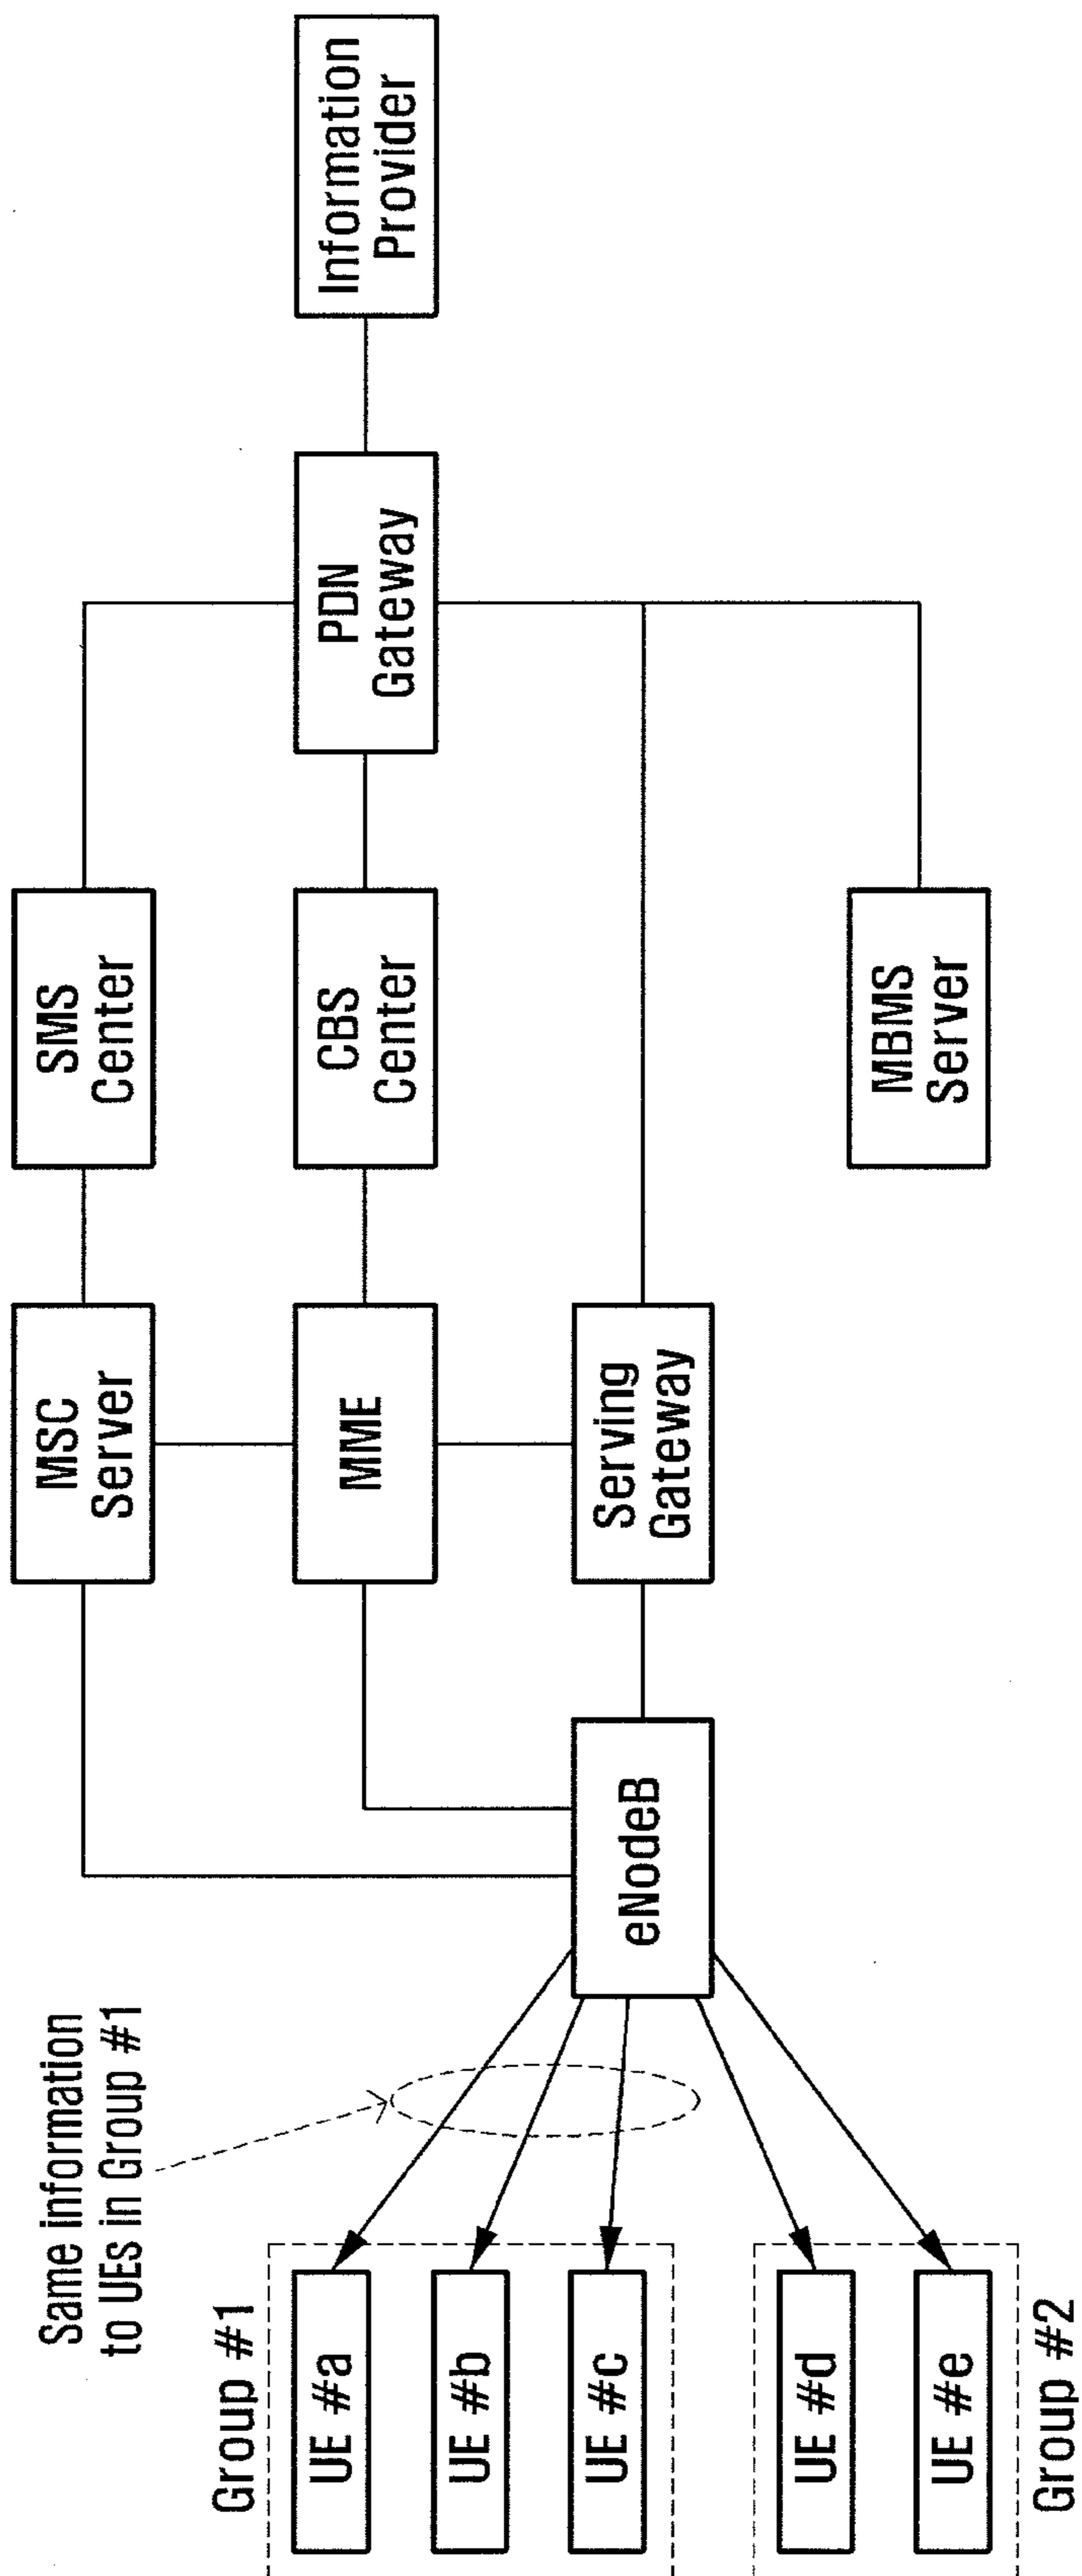 Same information
to UEs in Group #1
Group #1
UE #a
UE #b
UE #c
UE #d
UE #e
Group #2
eNodeB
MSC
Server
MME
Serving
Gateway
SMS
Center
CBS
Center
MBMS
Server
PDN
Gateway
Information
Provider